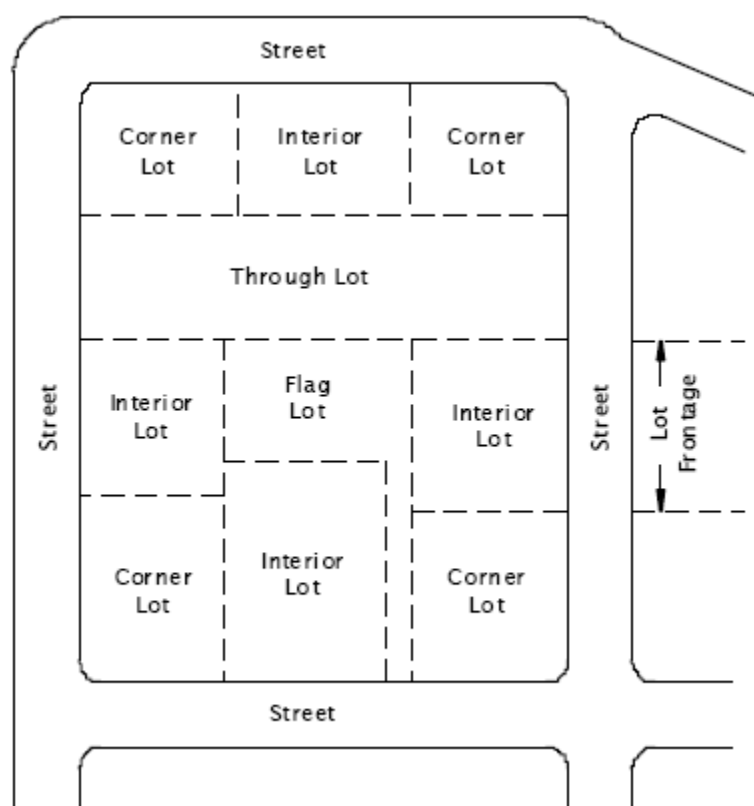 Street
Corner
Lot
Interior
Lot
Corner
Lot
Through Lot
Interior
Lot
Flag
Lot
Interior
Lot
Street
Street
Lot
Frontage
Corner
Lot
Interior
Lot
Corner
Lot
Street